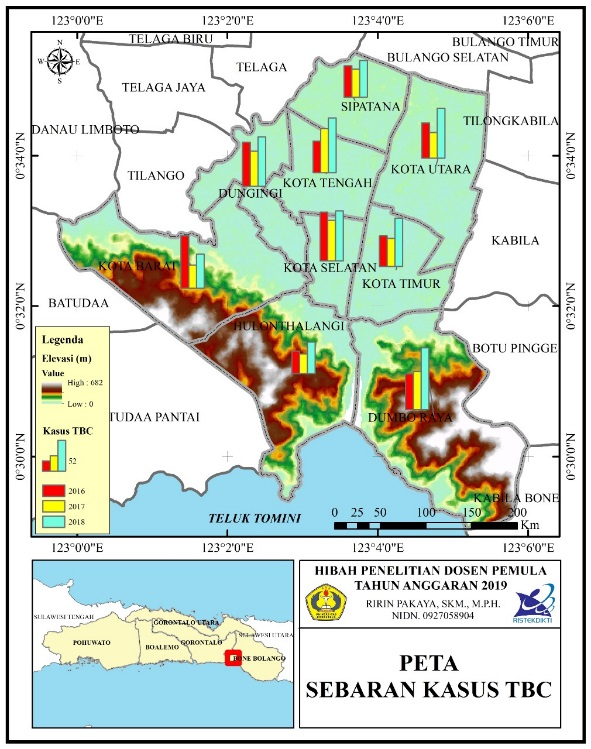 123°0'0"E 123°2'0"E 123°4'0"E 123°6'0"E
TELAGA BIRU
BULANGO TIMUR
N
W E
S
BULANGO SELATAN
TELAGA
TELAGA JAYA
SIPATANA
TILONGKABILA
DANAU LIMBOTO
0°34'0"N 0°34'0"N
KOTA UTARA
TILANGO
KOTA TENGAH
DUNGINGI
KABILA
KOTA BARAT
KOTA SELATAN
KOTA TIMUR
BATUDAA
0°32'0"N 0°32'0"N
HULONTHALANGI
BOTU PINGGE
Legenda
Elevasi (m)
Value
High : 682
Low : 0
TUDAA PANTAI
DUMBO RAYA
Kasus TBC
52
0°30'0"N 0°30'0"N
2016
2017
2018
KABILA BONE
TELUK TOMINI
0 25 50 100 150 200
Km
123°0'0"E 123°2'0"E 123°4'0"E 123°6'0"E
SULAWESI TENGAH
GORONTALO UTARA
SULAWESI UTARA
POHUWATO
BOALEMO
GORONTALO
BONE BOLANGO
HIBAH PENELITIAN DOSEN PEMULA
TAHUN ANGGARAN 2019
RIRIN PAKAYA, SKM., M.P.H.
NIDN. 0927058904
RISTEKDIKTI
PETA
SEBARAN KASUS TBC